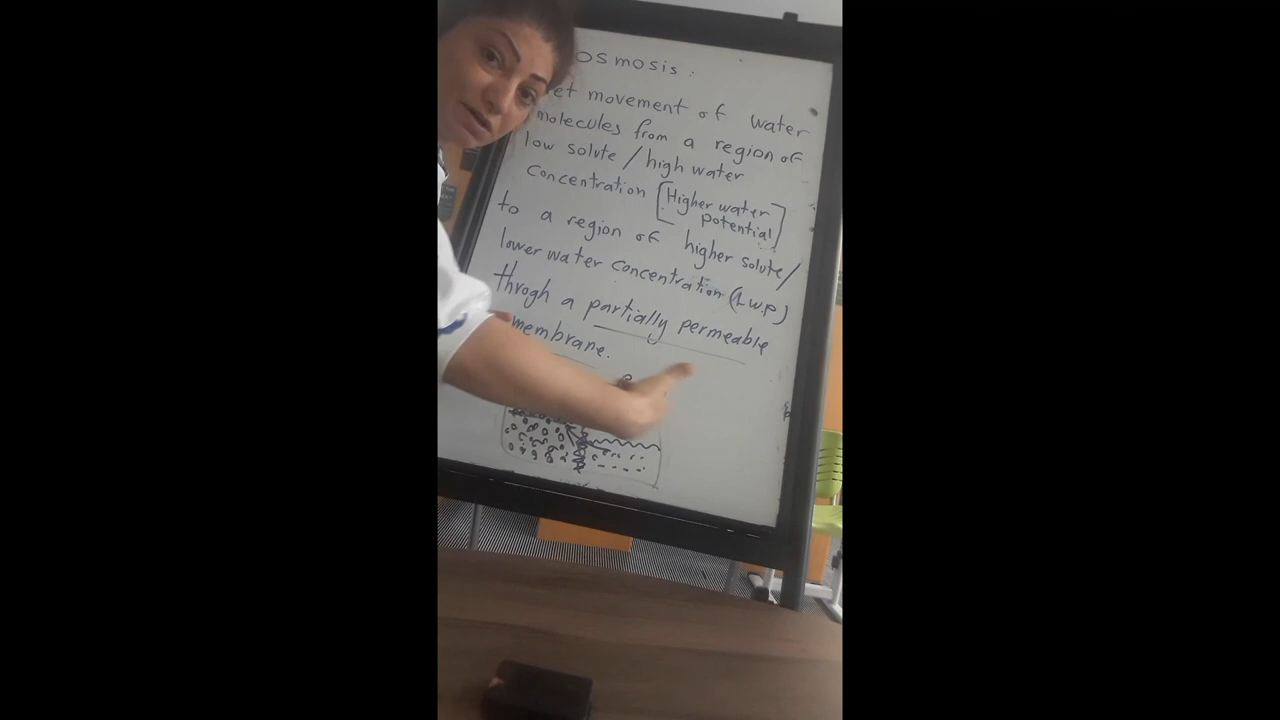 osmosis:
et movement of water
molecules from a region of
low solute / high water
concentration [Higher water
potential]
to a region of higher solute/
lower water concentration (L.w.p)
throgh a partially permeable
membrane.